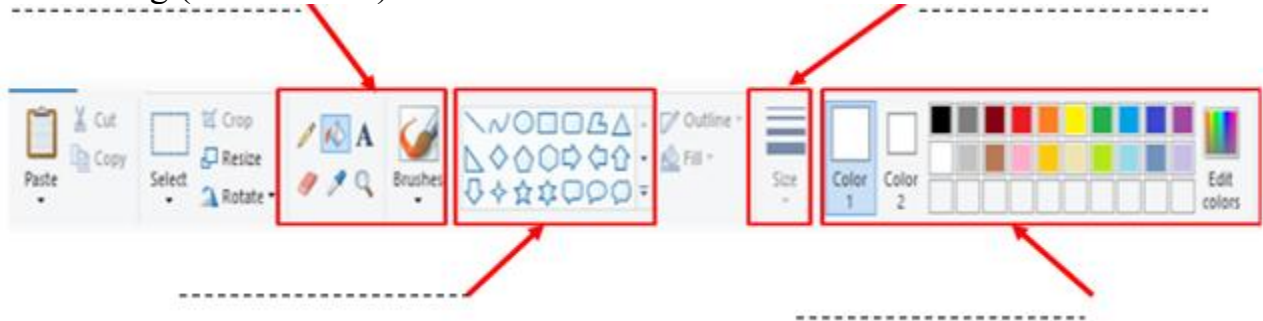 Cut
Copy
Paste
Select
Crop
Resize
Rotate
A
Brushes
Outline
Fill
Size
Color
1
Color
2
Edit
colors